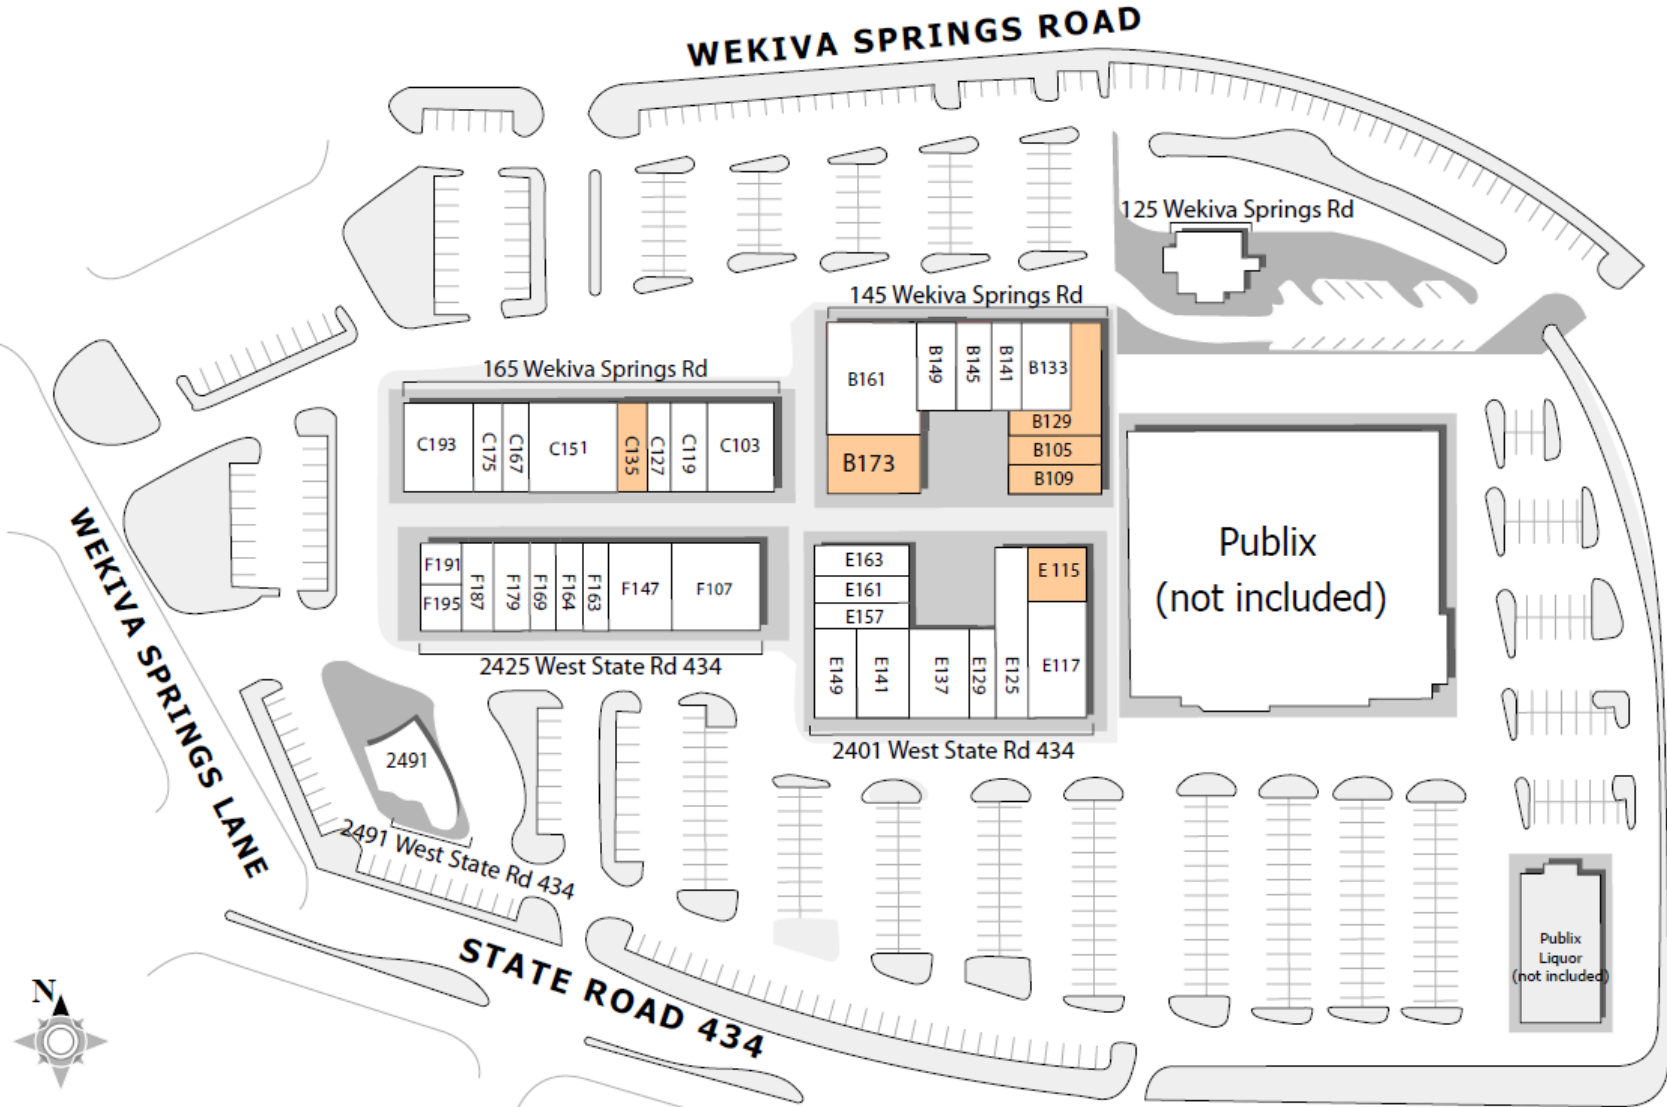 WEKIVA SPRINGS ROAD
125 Wekiva Springs Rd
145 Wekiva Springs Rd
B161
B149
B145
B141
B133
B129
B105
B109
B173
165 Wekiva Springs Rd
C193
C175
C167
C151
C135
C127
C119
C103
F191
F195
F187
F179
F169
F164
F163
F147
F107
2425 West State Rd 434
E163
E161
E157
E149
E141
E137
E129
E125
E 115
E117
2401 West State Rd 434
Publix
(not included)
WEKIVA SPRINGS LANE
2491
2491 West State Rd 434
STATE ROAD 434
Publix
Liquor
(not included)
N